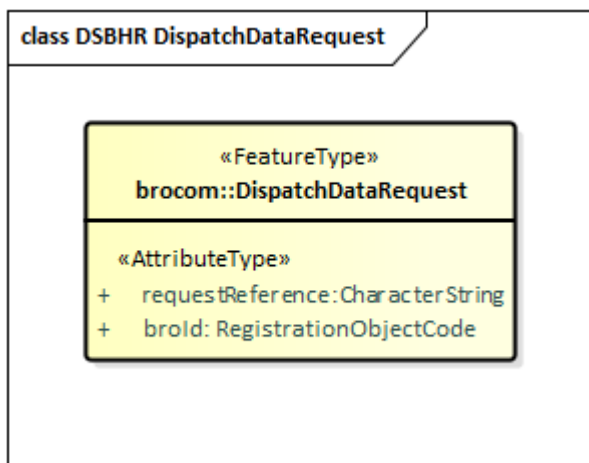 class DSBHR DispatchDataRequest
«FeatureType»
brocom::DispatchDataRequest
«AttributeType»
+ requestReference:CharacterString
+ broId: RegistrationObjectCode